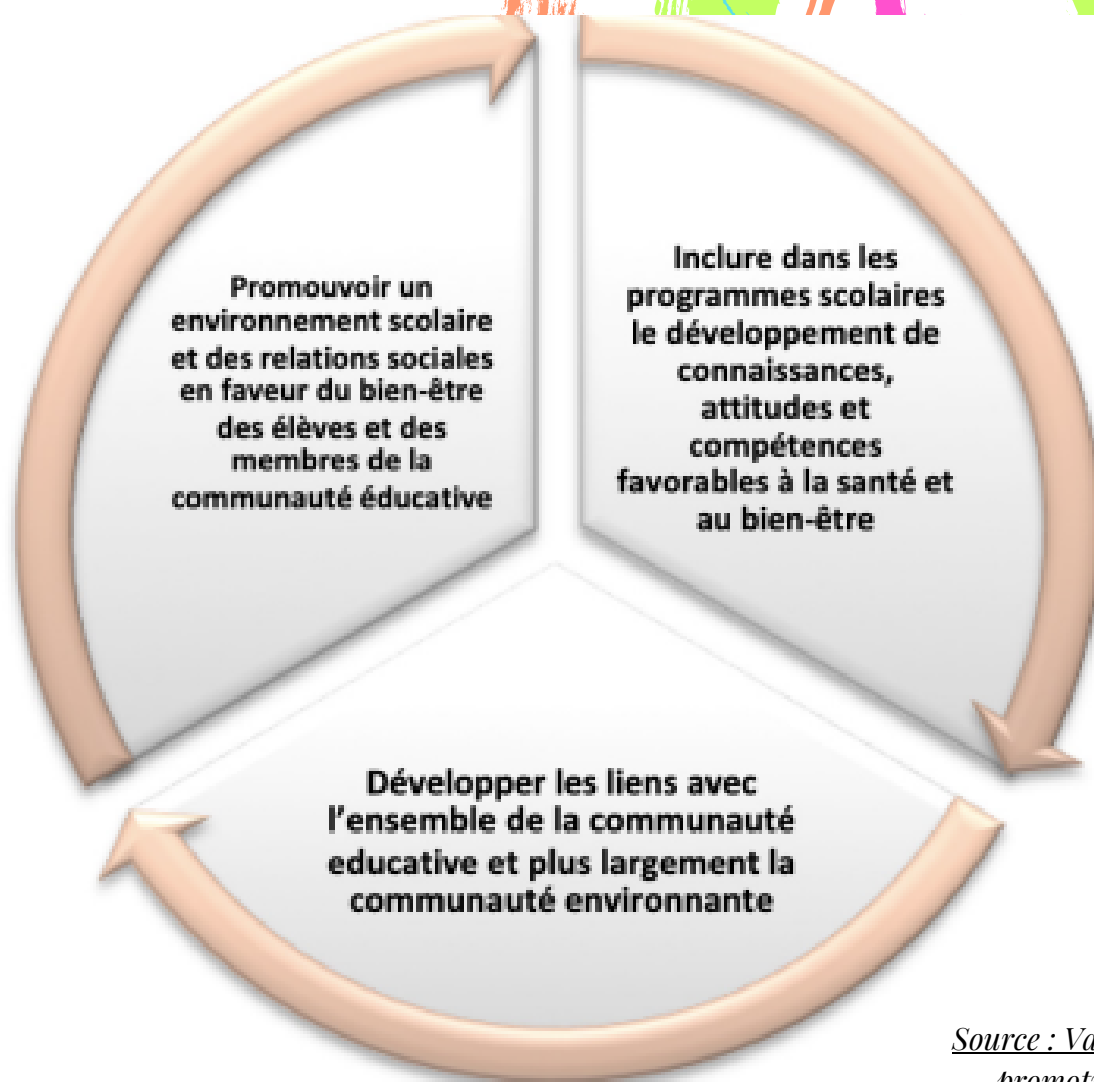 Promouvoir un
environnement scolaire
et des relations sociales
en faveur du bien-être
des élèves et des
membres de la
communauté éducative
Inclure dans les
programmes scolaires
le développement de
connaissances,
attitudes et
compétences
favorables à la santé et
au bien-être
Développer les liens avec
l'ensemble de la communauté
educative et plus largement la
communauté environnante
Source :